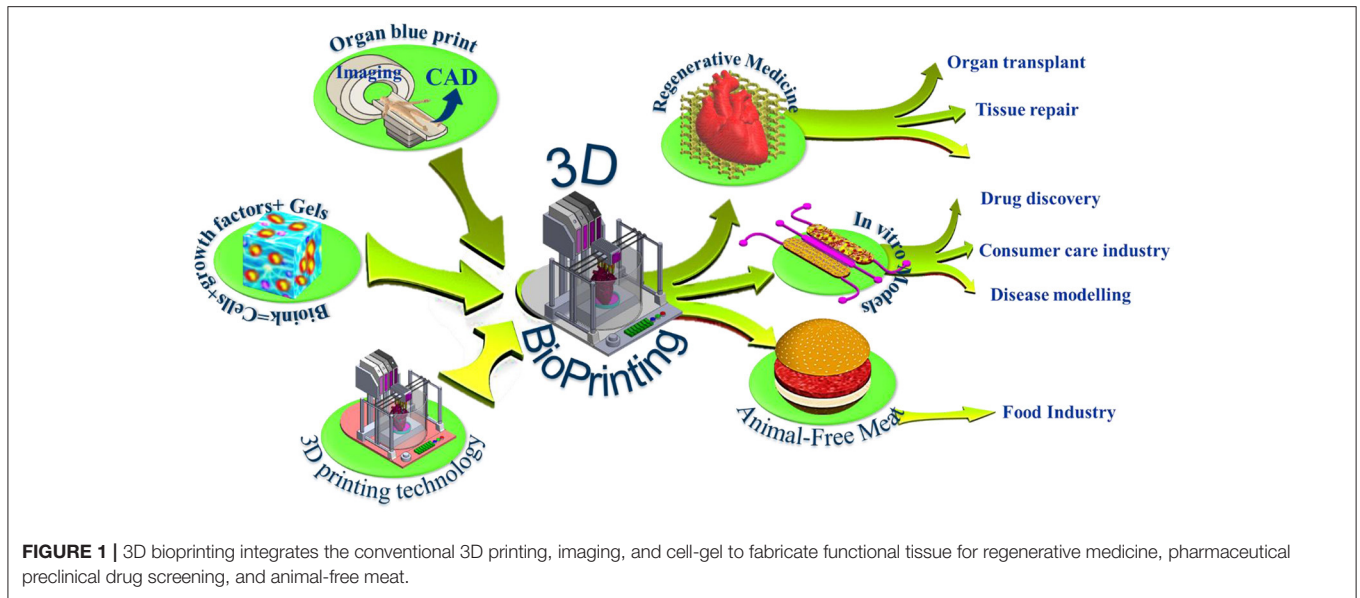 Organ blue print
Imaging
CAD
Bioink=Cells+growth factors+ Gels
3D printing technology
3D
BioPrinting
Regenerative Medicine
Organ transplant
Tissue repair
In vitro Models
Drug discovery
Consumer care industry
Disease modelling
Animal-Free Meat
Food Industry
FIGURE 1 | 3D bioprinting integrates the conventional 3D printing, imaging, and cell-gel to fabricate functional tissue for regenerative medicine, pharmaceutical
preclinical drug screening, and animal-free meat.